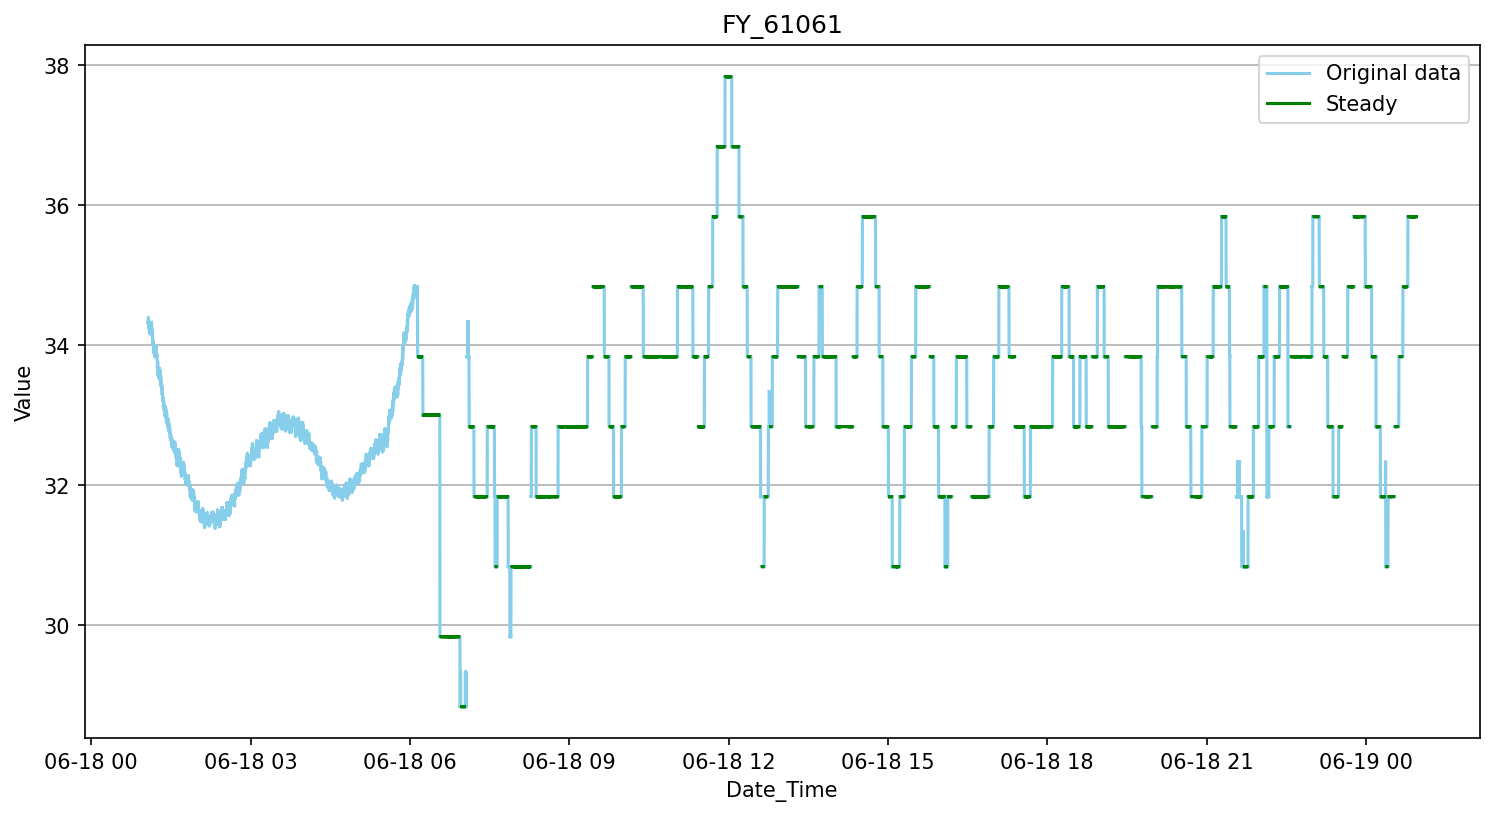 FY_61061
Original data
Steady
38
36
34
32
30
Value
06-18 00
06-18 03
06-18 06
06-18 09
06-18 12
06-18 15
06-18 18
06-18 21
06-19 00
Date_Time